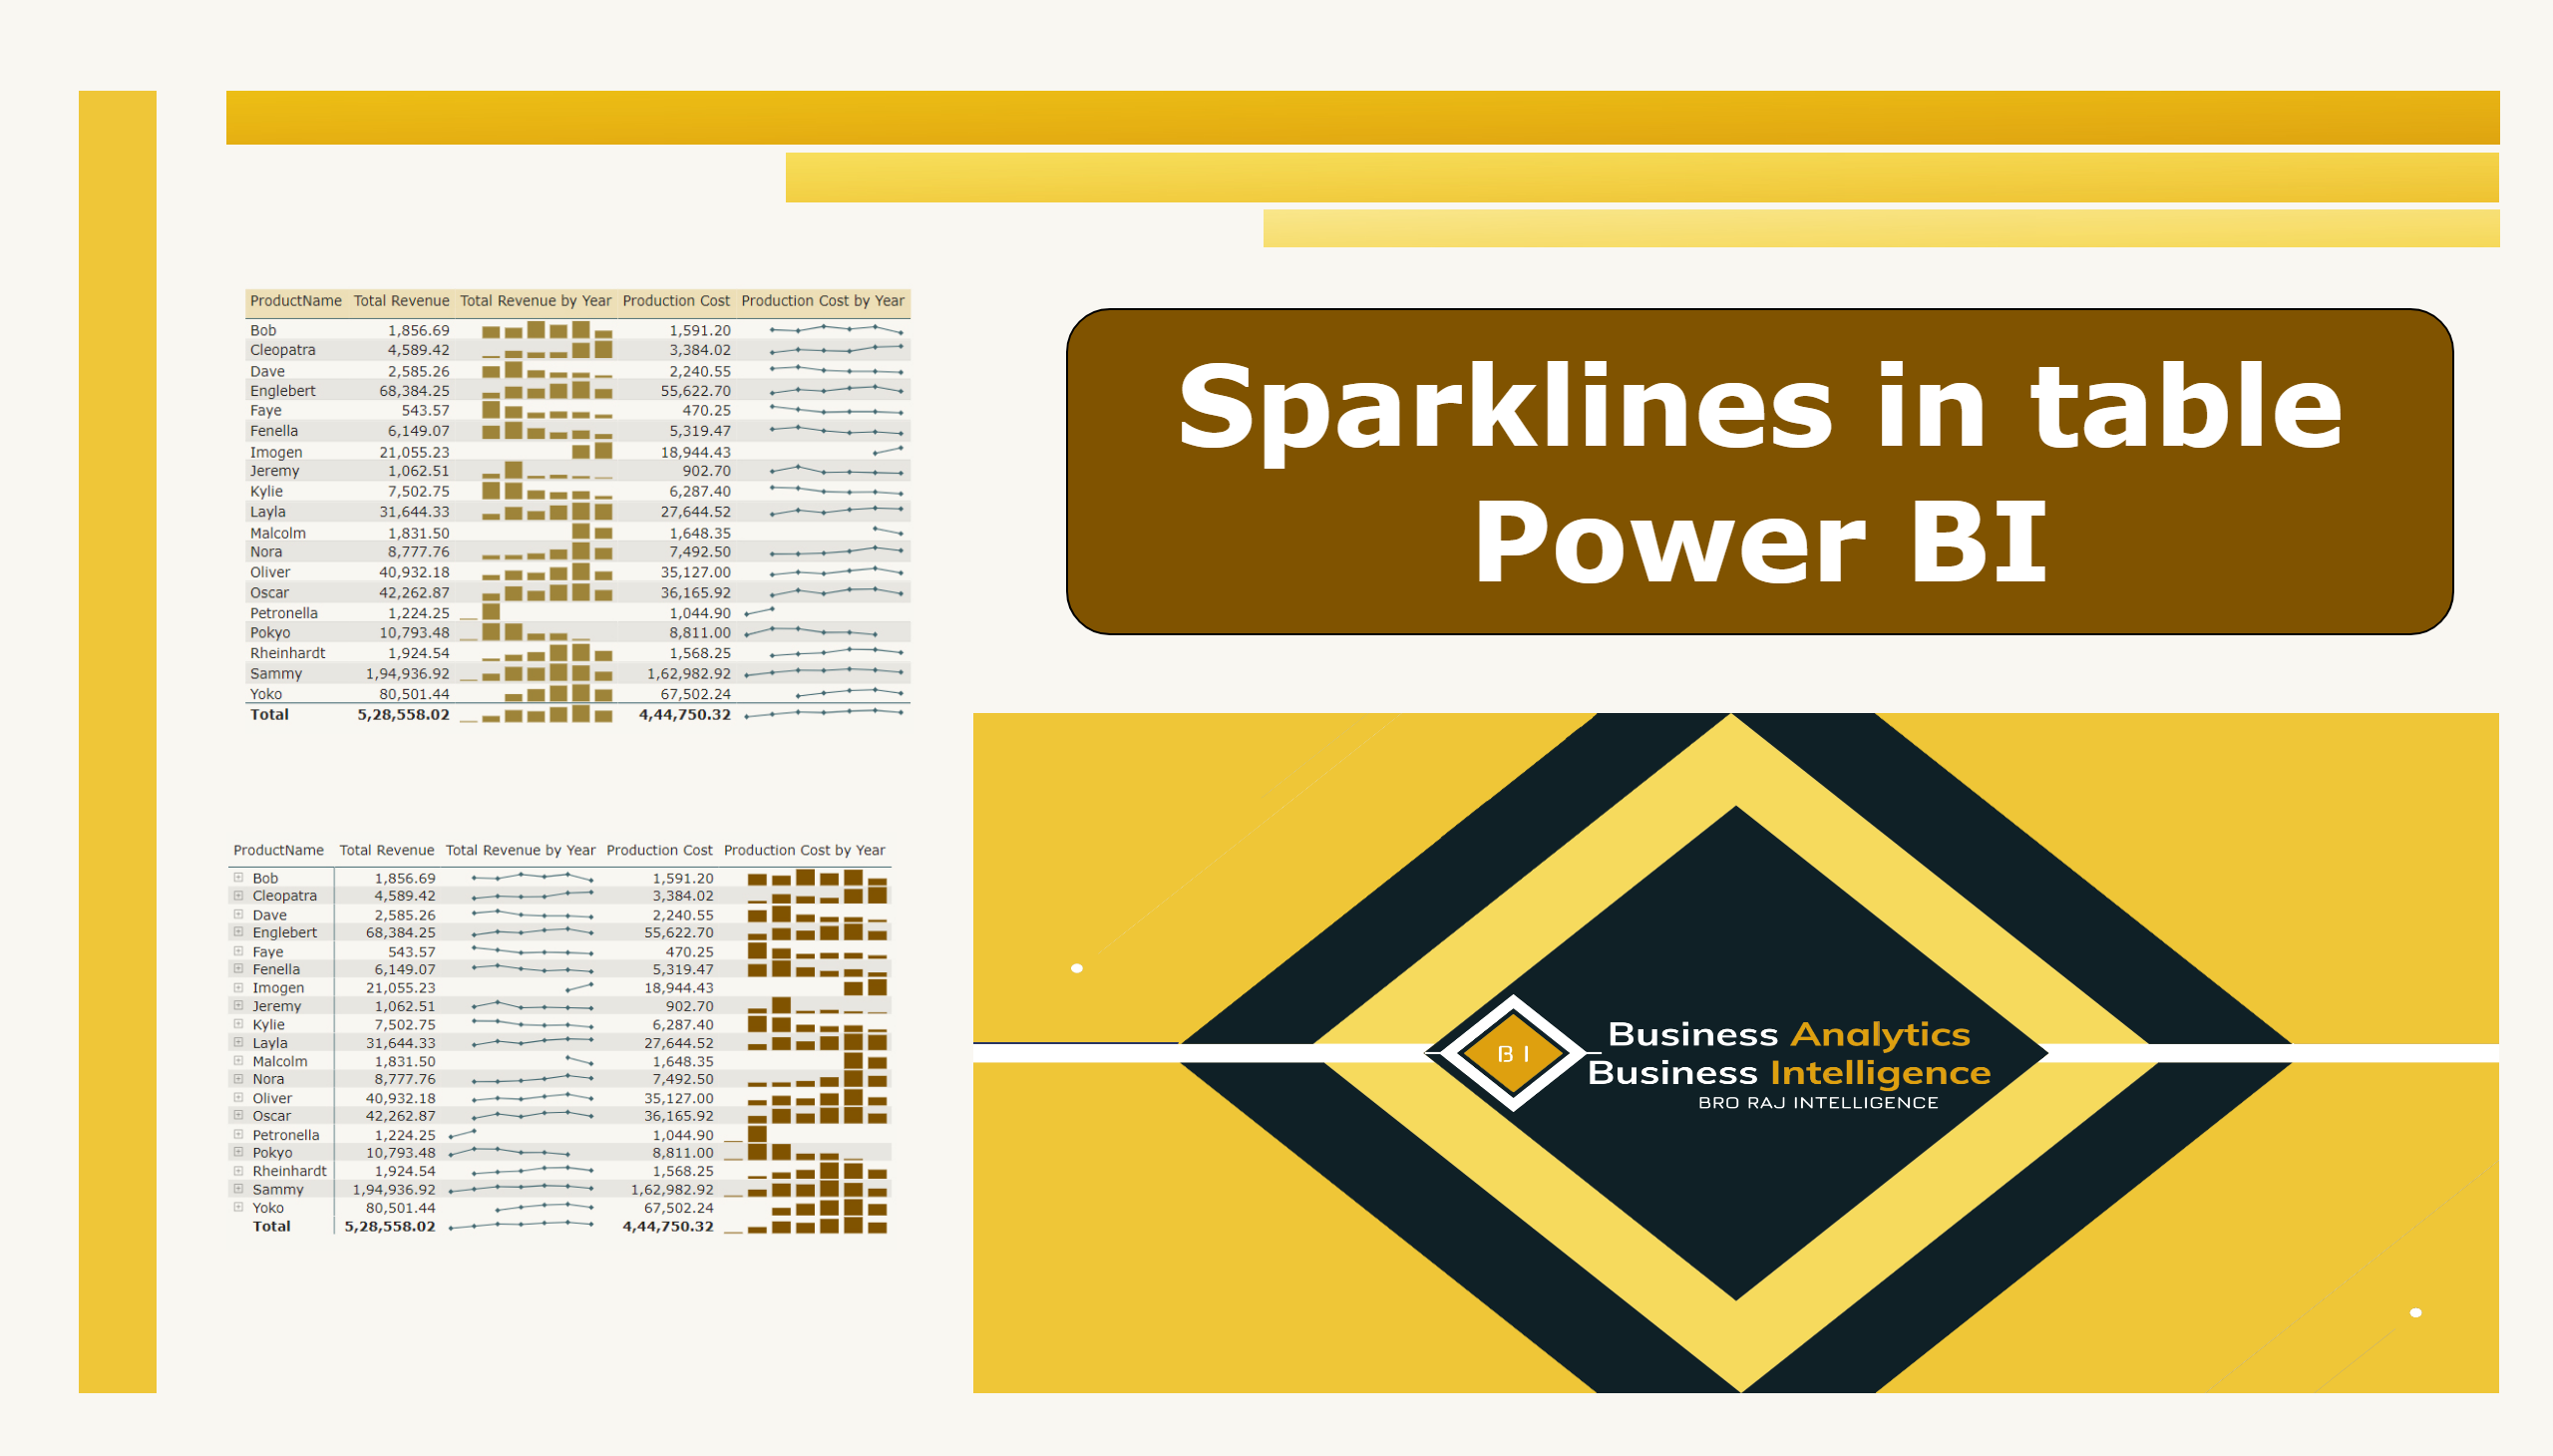 Sparklines in table
Power BI
ProductName Total Revenue Total Revenue by Year Production Cost Production Cost by Year
Bob 1,856.69 1,591.20
Cleopatra 4,589.42 3,384.02
Dave 2,585.26 2,240.55
Englebert 68,384.25 55,622.70
Faye 543.57 470.25
Fenella 6,149.07 5,319.47
Imogen 21,055.23 18,944.43
Jeremy 1,062.51 902.70
Kylie 7,502.75 6,287.40
Layla 31,644.33 27,644.52
Malcolm 1,831.50 1,648.35
Nora 8,777.76 7,492.50
Oliver 40,932.18 35,127.00
Oscar 42,262.87 36,165.92
Petronella 1,224.25 1,044.90
Pokyo 10,793.48 8,811.00
Rheinhardt 1,924.54 1,568.25
Sammy 1,94,936.92 1,62,982.92
Yoko 80,501.44 67,502.24
Total 5,28,558.02 4,44,750.32
ProductName Total Revenue Total Revenue by Year Production Cost Production Cost by Year
Bob 1,856.69 1,591.20
Cleopatra 4,589.42 3,384.02
Dave 2,585.26 2,240.55
Englebert 68,384.25 55,622.70
Faye 543.57 470.25
Fenella 6,149.07 5,319.47
Imogen 21,055.23 18,944.43
Jeremy 1,062.51 902.70
Kylie 7,502.75 6,287.40
Layla 31,644.33 27,644.52
Malcolm 1,831.50 1,648.35
Nora 8,777.76 7,492.50
Oliver 40,932.18 35,127.00
Oscar 42,262.87 36,165.92
Petronella 1,224.25 1,044.90
Pokyo 10,793.48 8,811.00
Rheinhardt 1,924.54 1,568.25
Sammy 1,94,936.92 1,62,982.92
Yoko 80,501.44 67,502.24
Total 5,28,558.02 4,44,750.32
BI
Business Analytics
Business Intelligence
BRO RAJ INTELLIGENCE